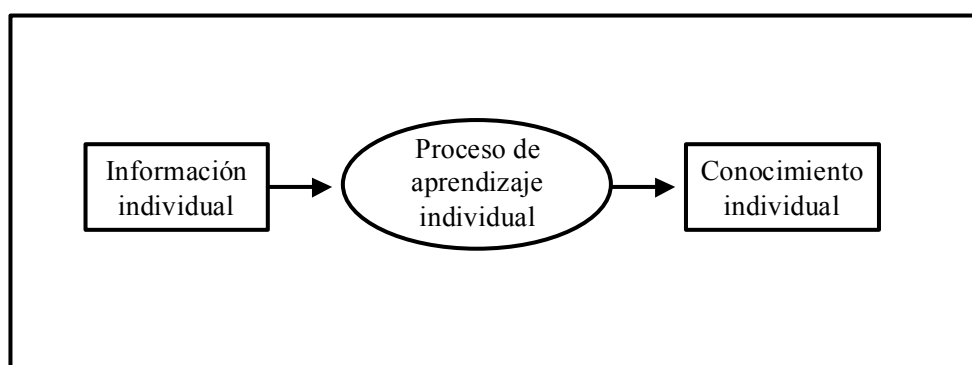 Información
individual
Proceso de
aprendizaje
individual
Conocimiento
individual